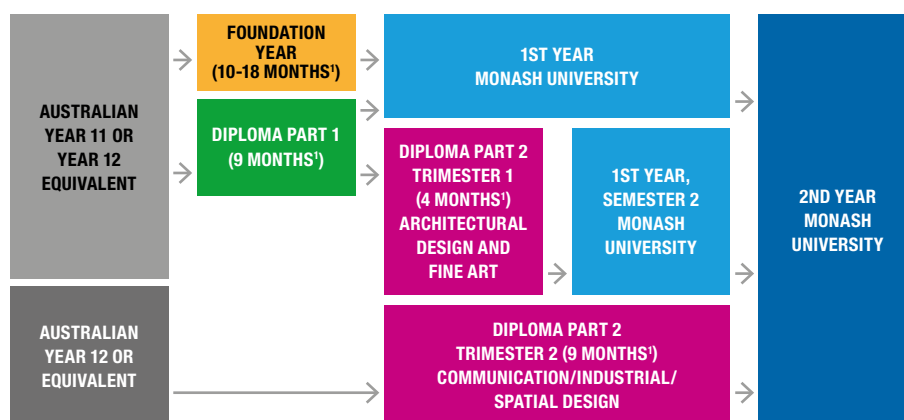 AUSTRALIAN
YEAR 11 OR
YEAR 12
EQUIVALENT
FOUNDATION
YEAR
(10-18 MONTHS¹)
1ST YEAR
MONASH UNIVERSITY
DIPLOMA PART 1
(9 MONTHS¹)
DIPLOMA PART 2
TRIMESTER 1
(4 MONTHS¹)
ARCHITECTURAL
DESIGN AND
FINE ART
1ST YEAR,
SEMESTER 2
MONASH
UNIVERSITY
2ND YEAR
MONASH
UNIVERSITY
AUSTRALIAN
YEAR 12 OR
EQUIVALENT
DIPLOMA PART 2
TRIMESTER 2 (9 MONTHS¹)
COMMUNICATION/INDUSTRIAL/
SPATIAL DESIGN